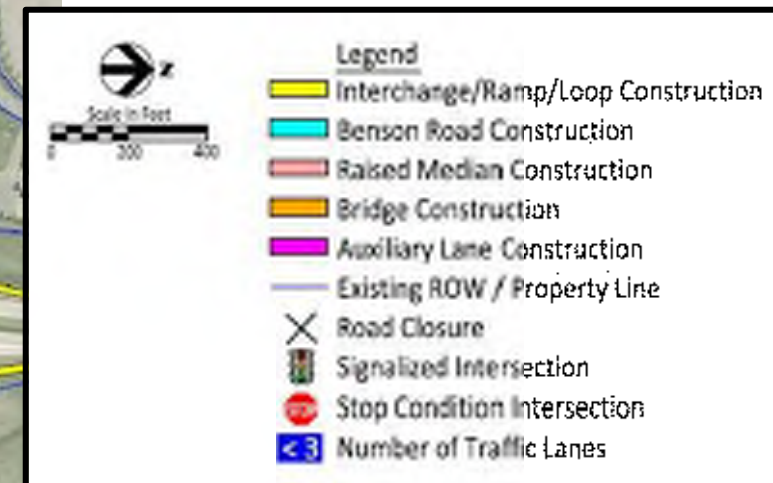 Legend
Z
Scale in Feet
0 200 400
Interchange/Ramp/Loop Construction
Benson Road Construction
Raised Median Construction
Bridge Construction
Auxiliary Lane Construction
Existing ROW / Property Line
Road Closure
Signalized Intersection
STOP Stop Condition Intersection
< 3 Number of Traffic Lanes